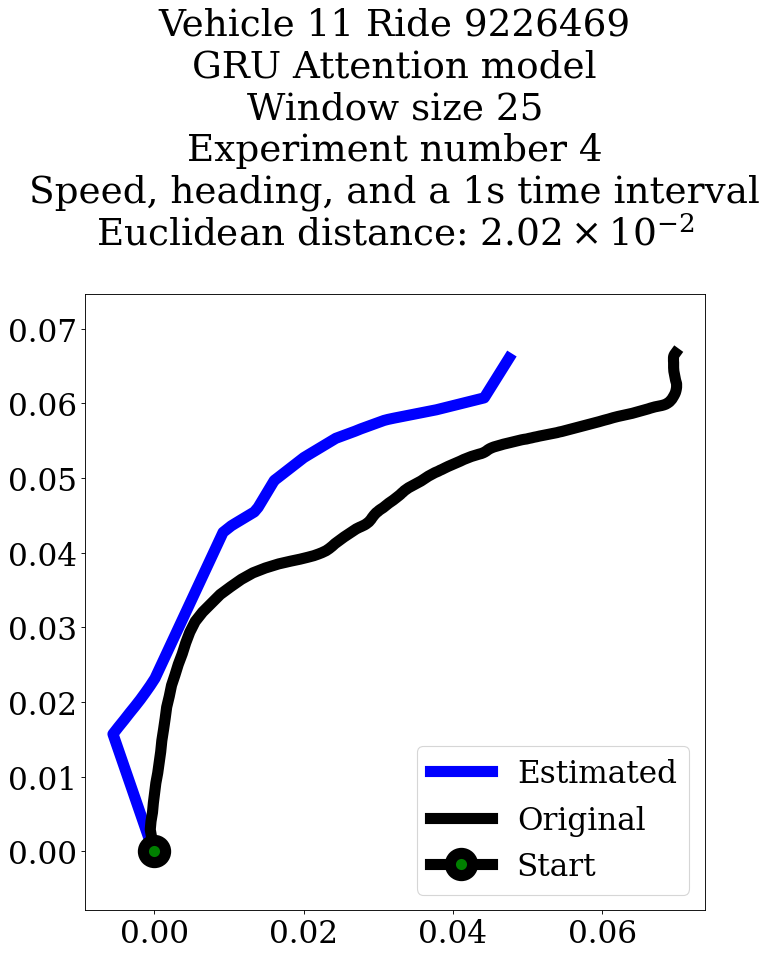 Vehicle 11 Ride 9226469
GRU Attention model
Window size 25
Experiment number 4
Speed, heading, and a 1s time interval
Euclidean distance: 2.02 × 10⁻²
0.07
0.06
0.05
0.04
0.03
0.02
0.01
0.00
Estimated
Original
Start
0.00 0.02 0.04 0.06